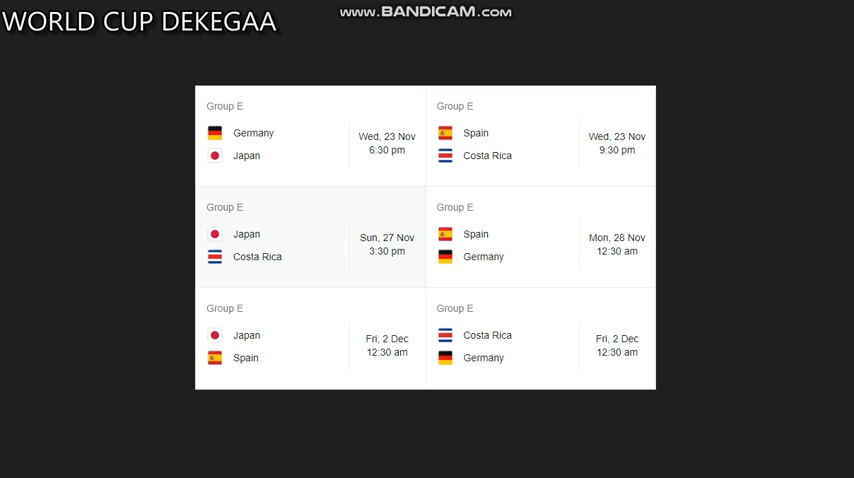 WORLD CUP DEKEGAA
www.BANDICAM.com
Group E
Germany
Japan
Wed, 23 Nov
6:30 pm
Group E
Spain
Costa Rica
Wed, 23 Nov
9:30 pm
Group E
Japan
Costa Rica
Sun, 27 Nov
3:30 pm
Group E
Spain
Germany
Mon, 28 Nov
12:30 am
Group E
Japan
Spain
Fri, 2 Dec
12:30 am
Group E
Costa Rica
Germany
Fri, 2 Dec
12:30 am